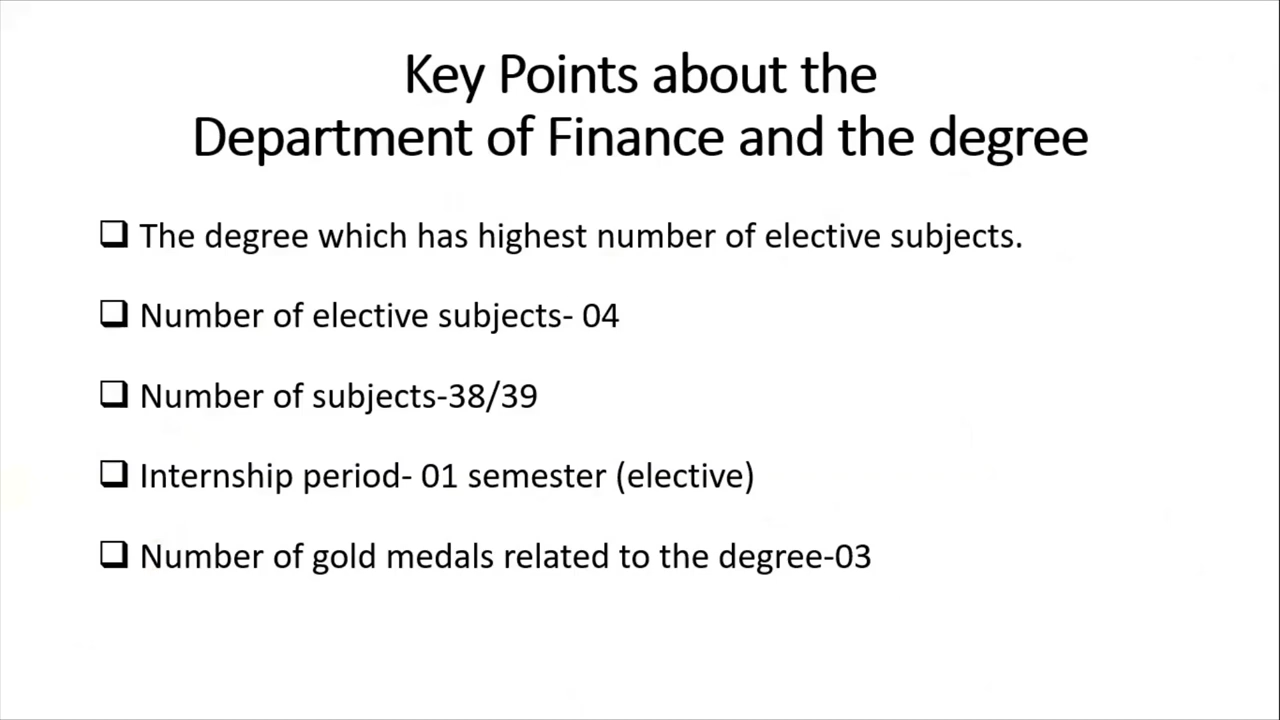 Key Points about the
Department of Finance and the degree
❑ The degree which has highest number of elective subjects.
❑ Number of elective subjects- 04
❑ Number of subjects-38/39
❑ Internship period- 01 semester (elective)
❑ Number of gold medals related to the degree-03